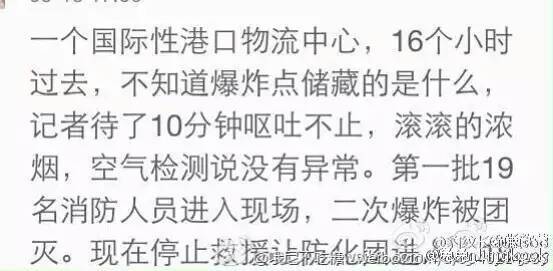 一个国际性港口物流中心，16个小时
过去，不知道爆炸点储藏的是什么，
记者待了10分钟呕吐不止，滚滚的浓
烟，空气检测说没有异常。第一批19
名消防人员进入现场，二次爆炸被团
灭。现在停止救援让防化团进